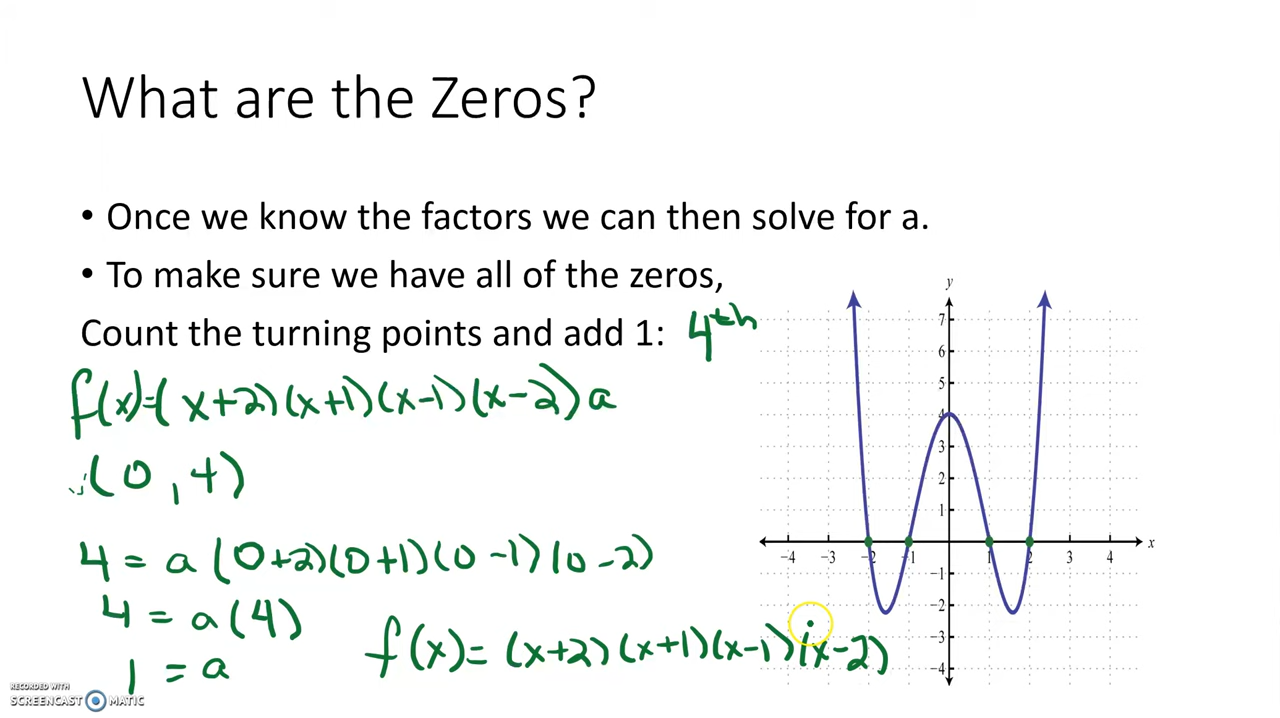 What are the Zeros?
• Once we know the factors we can then solve for a.
• To make sure we have all of the zeros,
Count the turning points and add 1: 4th
f(x)=(x+2)(x+1)(x-1)(x-2)a
(0,4)
4 = a(0+2)(0+1)(0-1)(0-2)
4 = a(4)
1 = a
f(x)= (x+2)(x+1)(x-1)(x-2)
y
7
6
5
4
3
2
1
−4 −3 −2 −1 1 2 3 4 x
−1
−2
−3
−4
RECORDED WITH
SCREENCAST MATIC